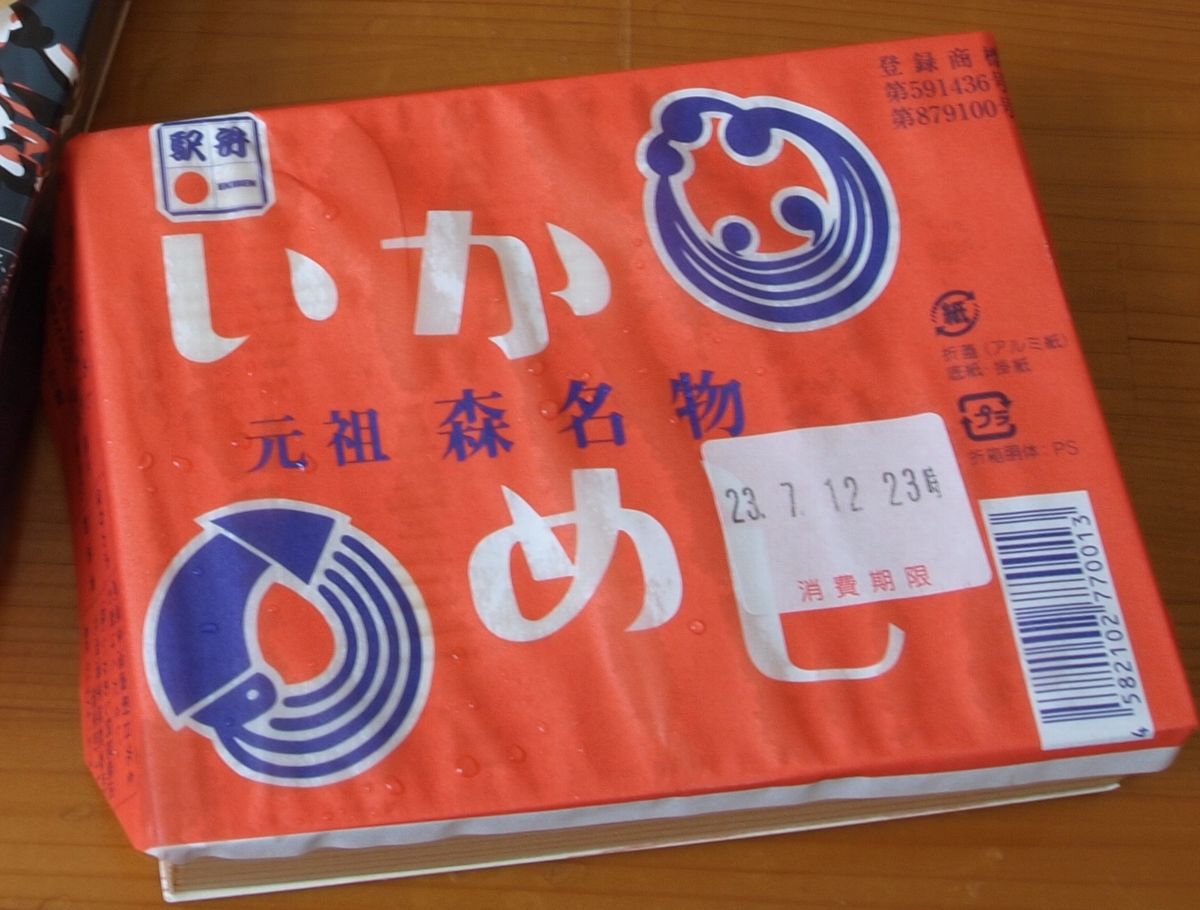 登録商標
第591436号
第879100号
駅弁
EKIBEN
いか
元祖 森名物
めし
紙
折蓋(アルミ紙)
底紙・掛紙
プラ
折箱胴体:PS
23. 7. 12 23時
消費期限
4 582102 770013